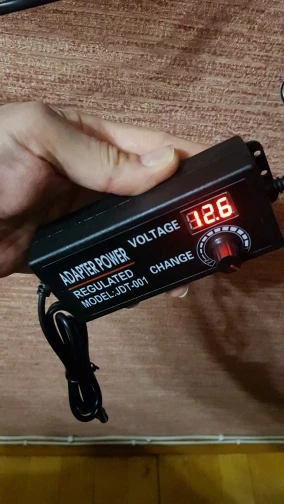 ADAPTER POWER
REGULATED
MODEL:JDT-001
VOLTAGE
12.6
CHANGE